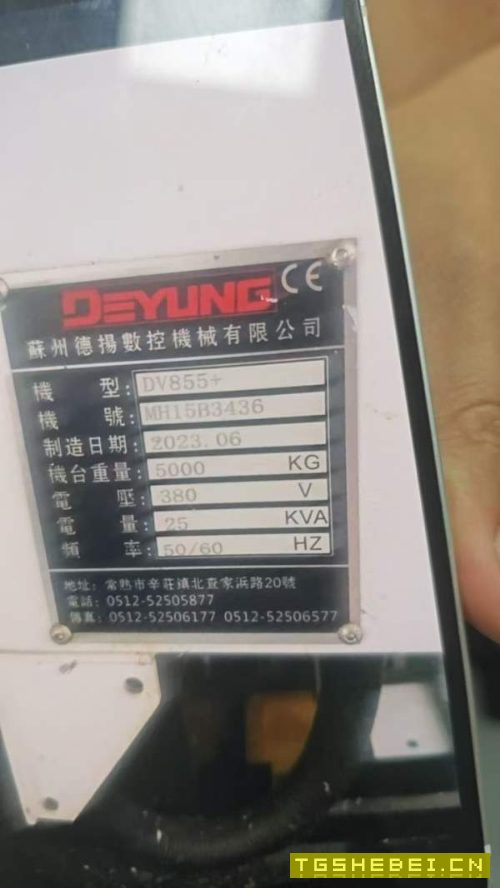 DEYUNG CE
蘇州德揚數控機械有限公司
機 型: DV855+
機 號: MH15B3436
制造日期: 2023.06
機台重量: 5000 KG
電 壓: 380 V
電 量: 25 KVA
頻 率: 50/60 HZ
地址: 常熟市辛莊鎮北查家浜路20號
電話: 0512-52505877
傳真: 0512-52506177 0512-52506577
TGSHEBEI.CN